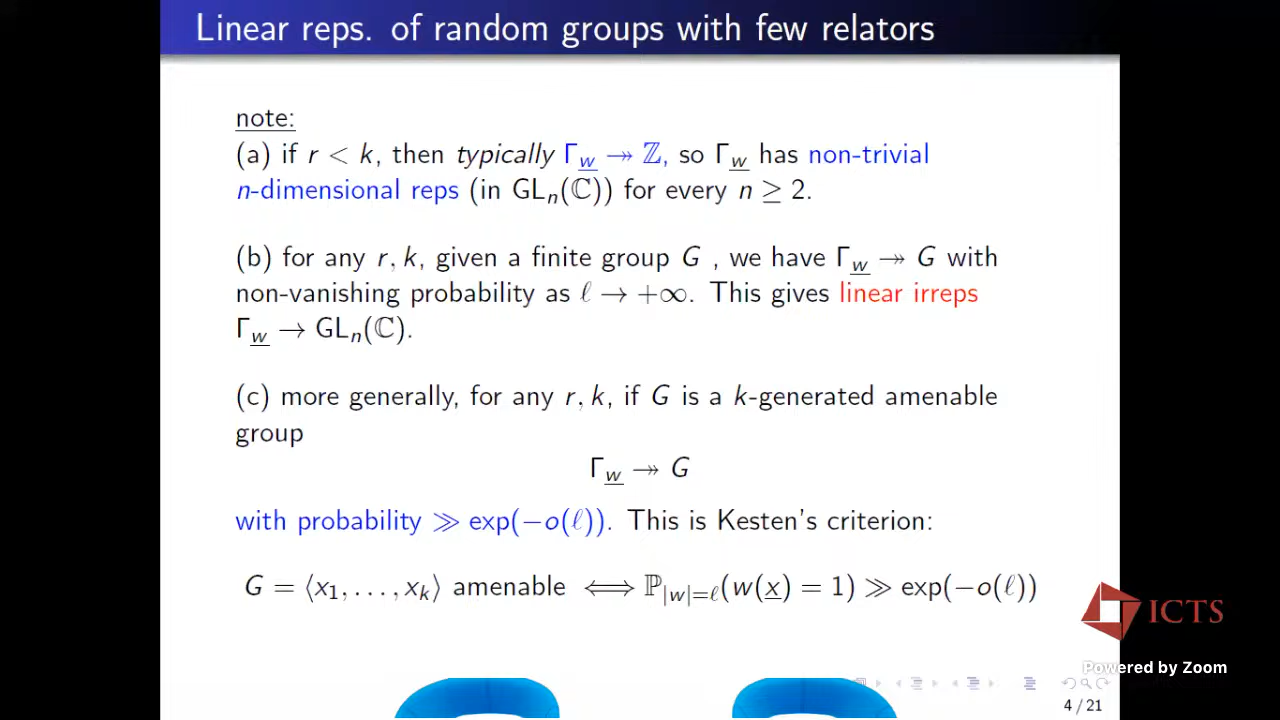 Linear reps. of random groups with few relators
note:
(a) if r < k, then typically Γ_w ↠ ℤ, so Γ_w has non-trivial
n-dimensional reps (in GL_n(ℂ)) for every n ≥ 2.
(b) for any r, k, given a finite group G , we have Γ_w ↠ G with
non-vanishing probability as ℓ → +∞. This gives linear irreps
Γ_w → GL_n(ℂ).
(c) more generally, for any r, k, if G is a k-generated amenable
group
Γ_w ↠ G
with probability ≫ exp(−o(ℓ)). This is Kesten's criterion:
G = ⟨x_1, . . . , x_k⟩ amenable ⟺ ℙ_{|w|=ℓ}(w(x) = 1) ≫ exp(−o(ℓ))
ICTS
Powered by Zoom
4 / 21